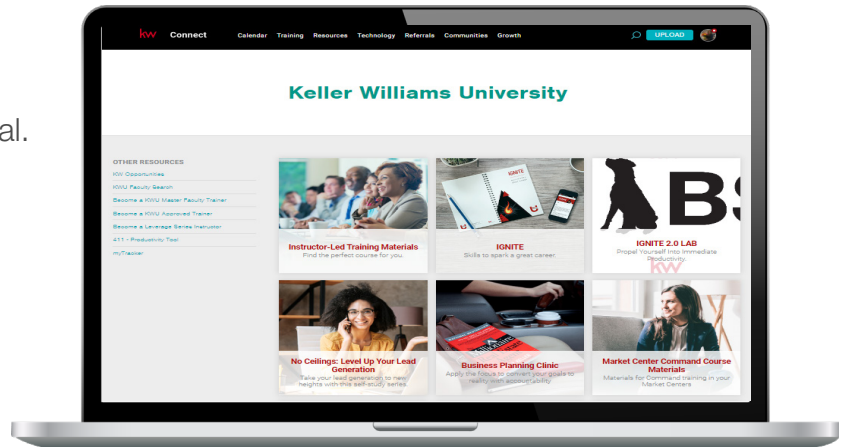 al.
kw Connect Calendar Training Resources Technology Referrals Communities Growth UPLOAD
Keller Williams University
OTHER RESOURCES
KW Opportunities
KWU Faculty Search
Become a KWU Master Faculty Trainer
Become a KWU Approved Trainer
Become a Leverage Series Instructor
411 - Productivity Tool
myTracker
Instructor-Led Training Materials
Find the perfect course for you.
IGNITE
IGNITE
Skills to spark a great career.
BS
IGNITE 2.0 LAB
Propel Yourself Into Immediate
Productivity.
kw
No Ceilings: Level Up Your Lead
Generation
Take your lead generation to new
heights with this self-study series.
Business Planning Clinic
Apply the focus to convert your goals to
reality with accountability
Market Center Command Course
Materials
Materials for Command training in your
Market Centers